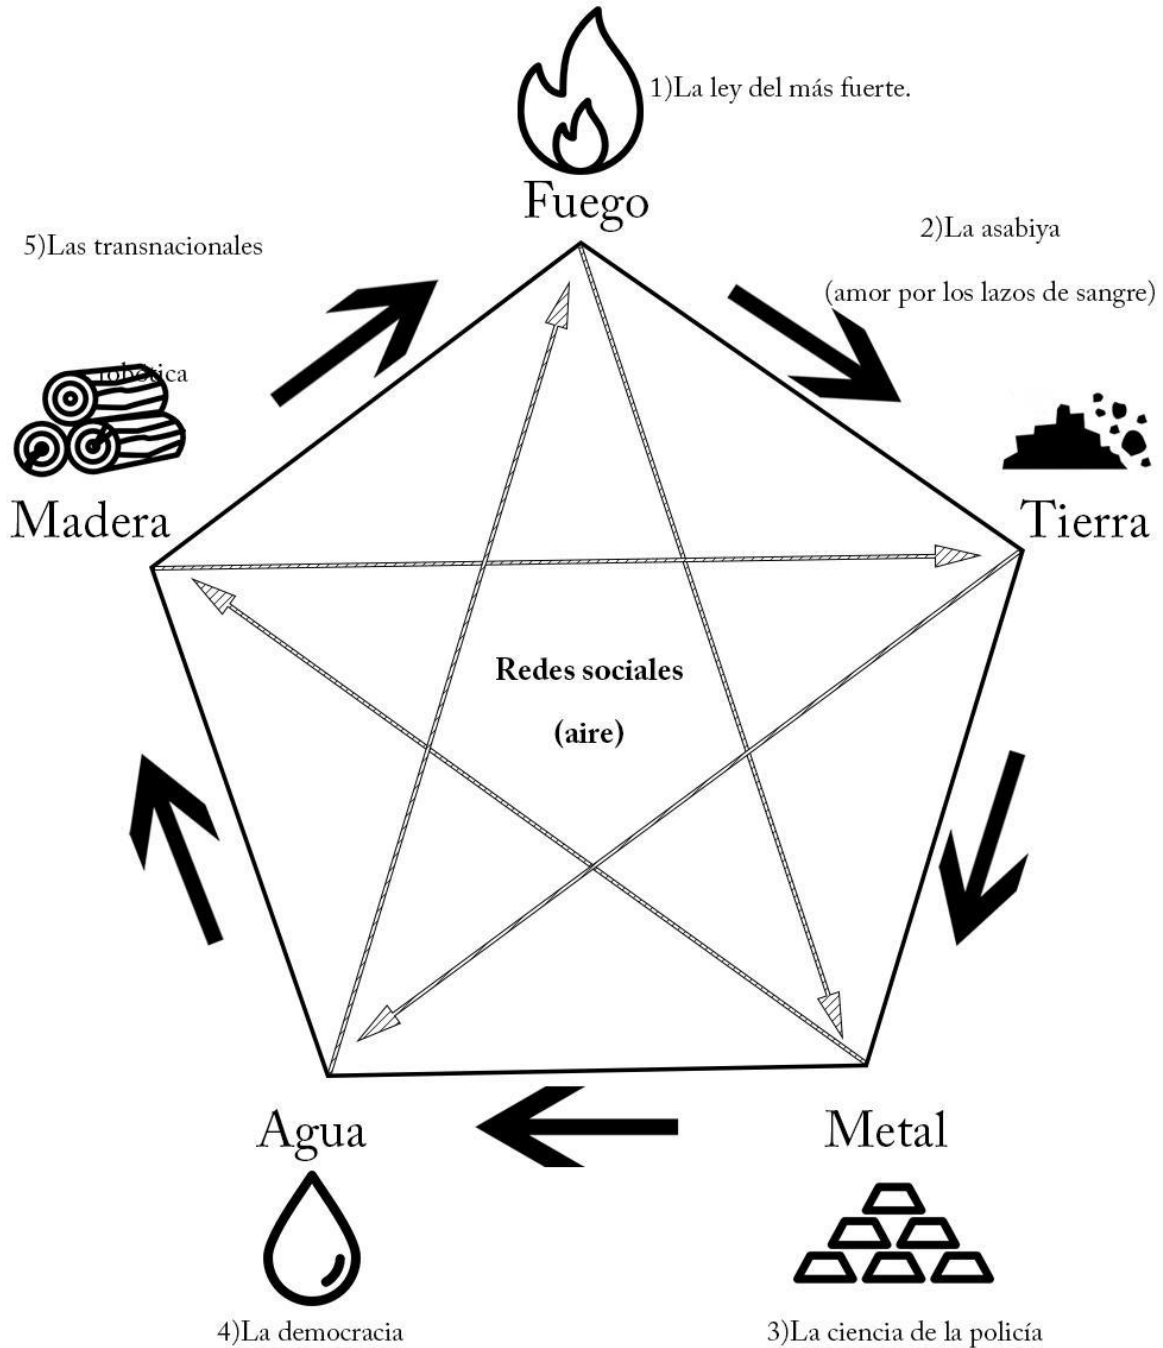 1)La ley del más fuerte.
Fuego
5)Las transnacionales
2)La asabiya
(amor por los lazos de sangre)
robótica
Madera
Tierra
Redes sociales
(aire)
Agua
Metal
4)La democracia
3)La ciencia de la policía